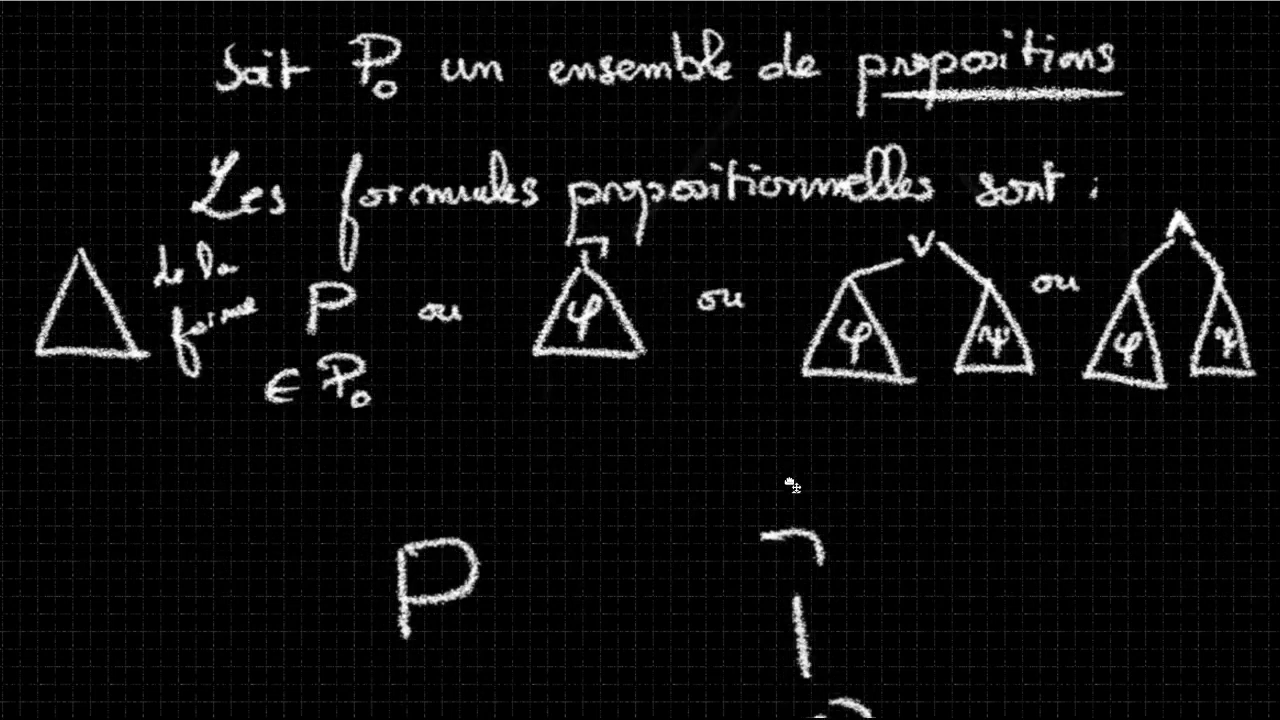 Soit P₀ un ensemble de propositions
Les formules propositionnelles sont :
de la forme P ∈ P₀ ou ¬ φ ou ∨ φ ψ ou ∧ φ ψ
P ¬